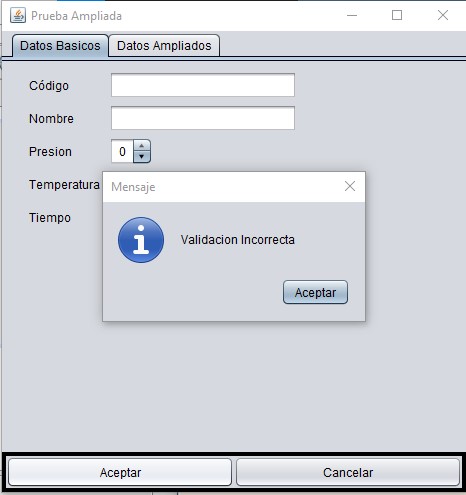 Prueba Ampliada
Datos Basicos Datos Ampliados
Código
Nombre
Presion 0
Temperatura
Tiempo
Mensaje
Validacion Incorrecta
Aceptar
Aceptar Cancelar